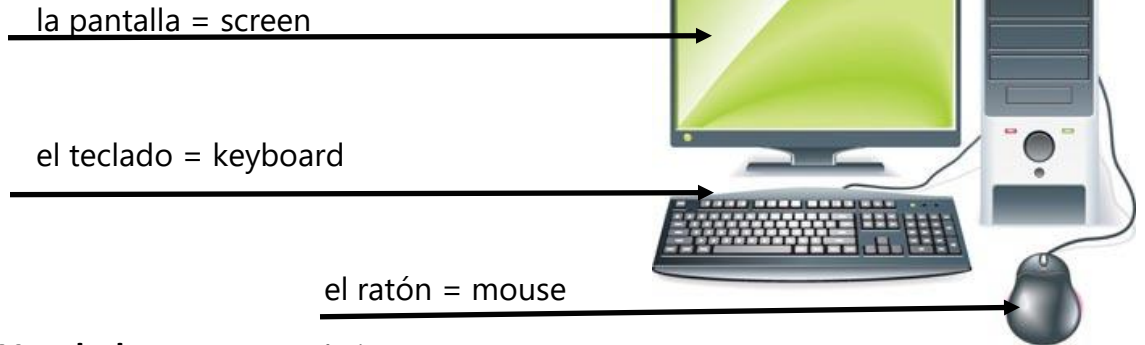 la pantalla = screen
el teclado = keyboard
el ratón = mouse